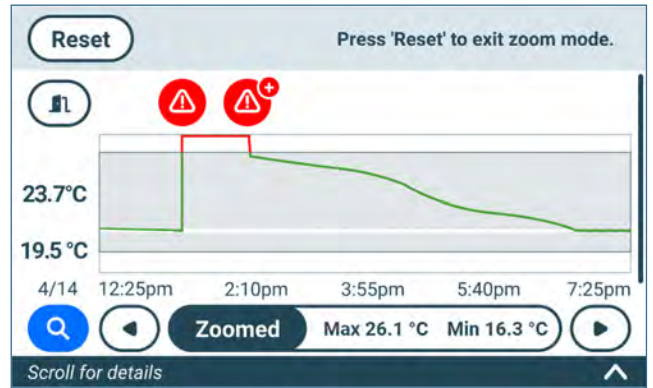 Reset
Press 'Reset' to exit zoom mode.
23.7°C
19.5 °C
4/14 12:25pm 2:10pm 3:55pm 5:40pm 7:25pm
Zoomed Max 26.1 °C Min 16.3 °C
Scroll for details